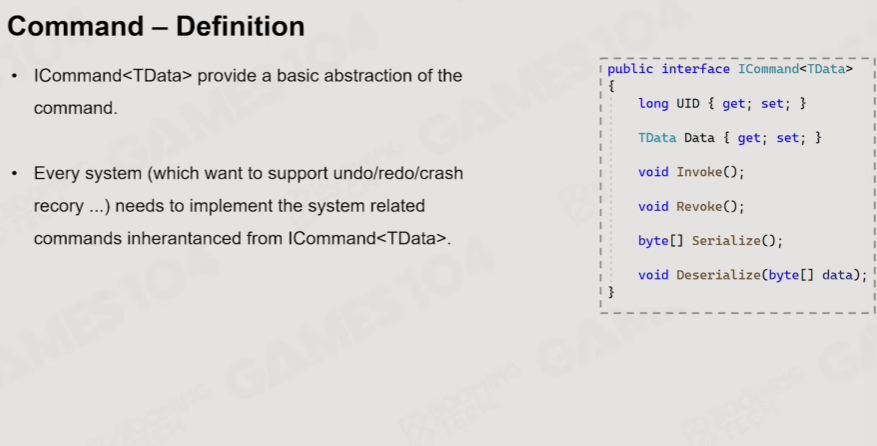 Command – Definition
• ICommand<TData> provide a basic abstraction of the
command.
• Every system (which want to support undo/redo/crash
recory ...) needs to implement the system related
commands inherantanced from ICommand<TData>.
public interface ICommand<TData>
{
long UID { get; set; }
TData Data { get; set; }
void Invoke();
void Revoke();
byte[] Serialize();
void Deserialize(byte[] data);
}
GAMES104
BOOMING
TECH